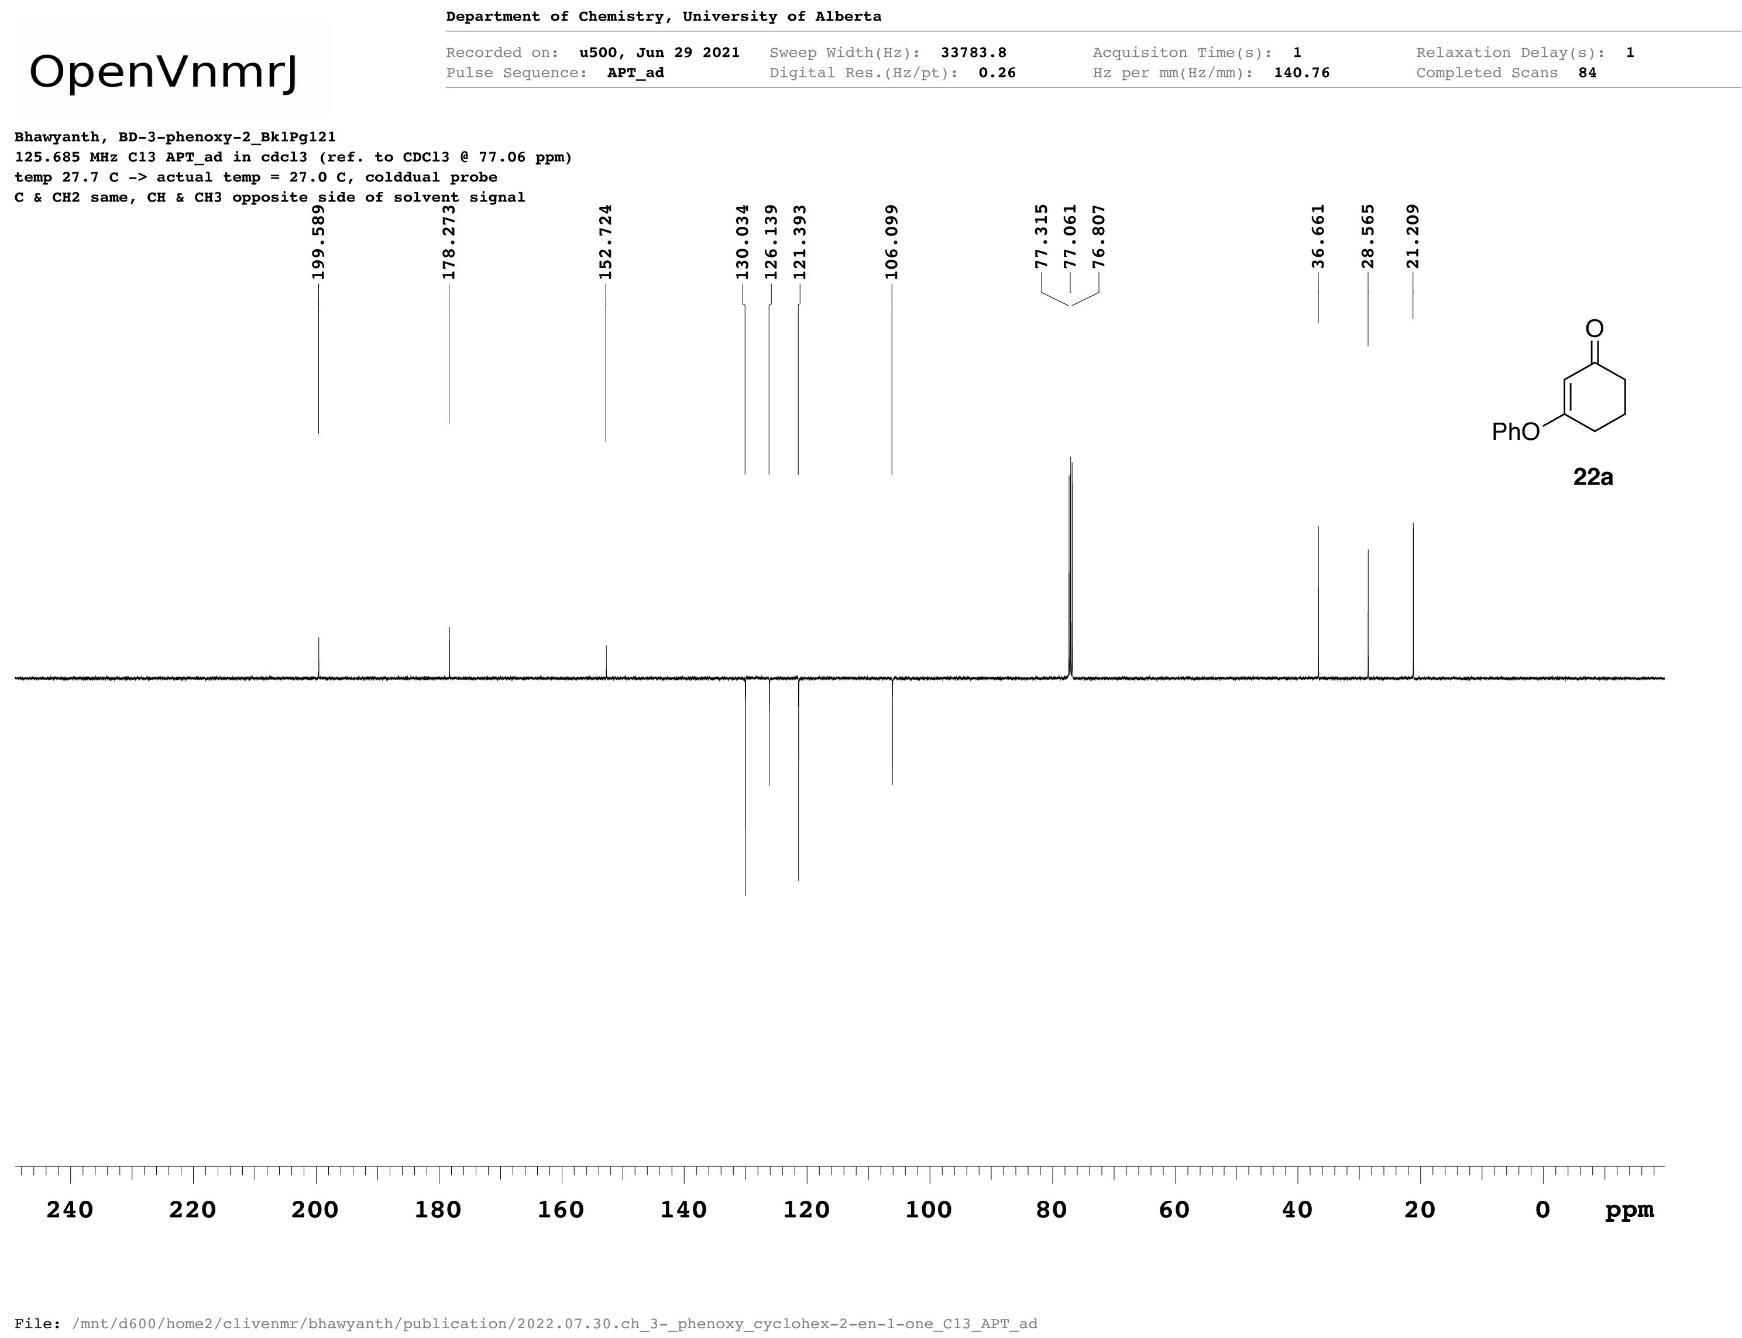 Department of Chemistry, University of Alberta
OpenVnmrJ
Recorded on: u500, Jun 29 2021 Sweep Width(Hz): 33783.8 Acquisiton Time(s): 1 Relaxation Delay(s): 1
Pulse Sequence: APT_ad Digital Res.(Hz/pt): 0.26 Hz per mm(Hz/mm): 140.76 Completed Scans 84
Bhawyanth, BD-3-phenoxy-2_Bk1Pg121
125.685 MHz C13 APT_ad in cdcl3 (ref. to CDCl3 @ 77.06 ppm)
temp 27.7 C -> actual temp = 27.0 C, colddual probe
C & CH2 same, CH & CH3 opposite side of solvent signal
199.589
178.273
152.724
130.034
126.139
121.393
106.099
77.315
77.061
76.807
36.661
28.565
21.209
O
PhO
22a
240 220 200 180 160 140 120 100 80 60 40 20 0 ppm
File: /mnt/d600/home2/clivenmr/bhawyanth/publication/2022.07.30.ch_3-_phenoxy_cyclohex-2-en-1-one_C13_APT_ad